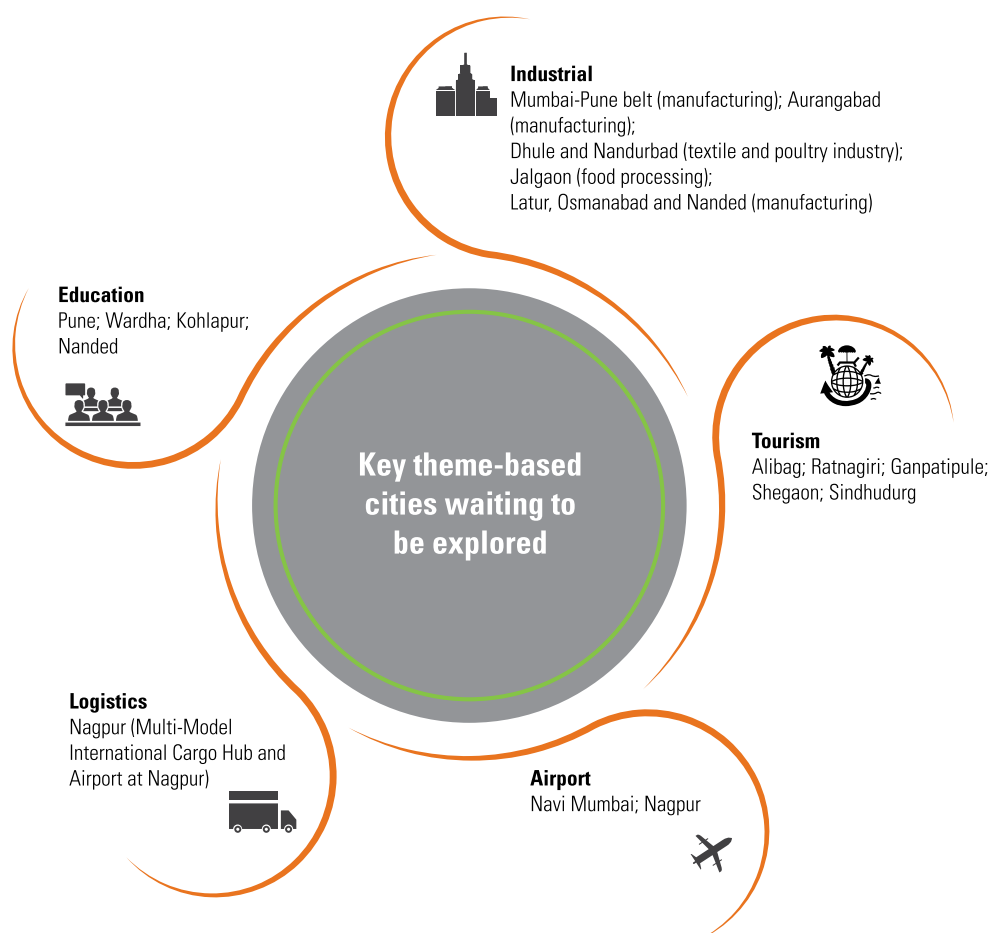 Industrial
Mumbai-Pune belt (manufacturing); Aurangabad
(manufacturing);
Dhule and Nandurbad (textile and poultry industry);
Jalgaon (food processing);
Latur, Osmanabad and Nanded (manufacturing)
Education
Pune; Wardha; Kohlapur;
Nanded
Key theme-based
cities waiting to
be explored
Tourism
Alibag; Ratnagiri; Ganpatipule;
Shegaon; Sindhudurg
Logistics
Nagpur (Multi-Model
International Cargo Hub and
Airport at Nagpur)
Airport
Navi Mumbai; Nagpur